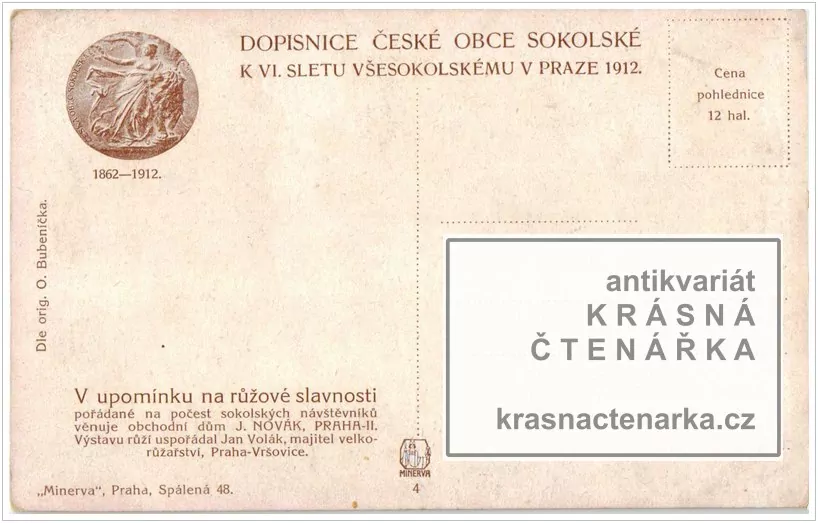 DOPISNICE ČESKÉ OBCE SOKOLSKÉ
K VI. SLETU VŠESOKOLSKÉMU V PRAZE 1912.
Cena
pohlednice
12 hal.
1862—1912.
Dle orig. O. Bubeníčka.
antikvariát
KRÁSNÁ
ČTENÁŘKA
krasnactenarka.cz
V upomínku na růžové slavnosti
pořádané na počest sokolských návštěvníků
věnuje obchodní dům J. NOVÁK, PRAHA-II.
Výstavu růží uspořádal Jan Volák, majitel velko-
růžařství, Praha-Vršovice.
MINERVA
„Minerva", Praha, Spálená 48.
4